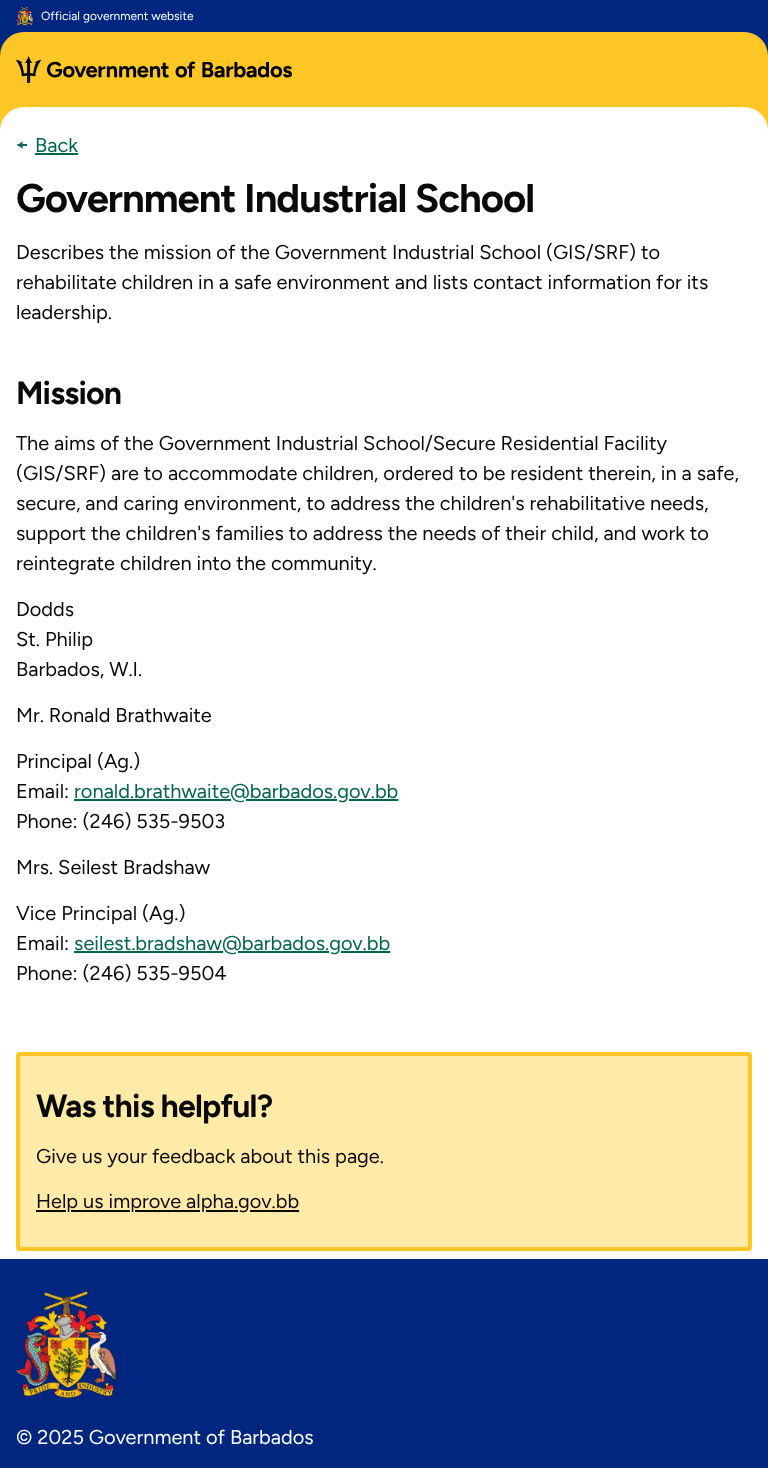 Official government website
Government of Barbados
Back
Government Industrial School
Describes the mission of the Government Industrial School (GIS/SRF) to
rehabilitate children in a safe environment and lists contact information for its
leadership.
Mission
The aims of the Government Industrial School/Secure Residential Facility
(GIS/SRF) are to accommodate children, ordered to be resident therein, in a safe,
secure, and caring environment, to address the children's rehabilitative needs,
support the children's families to address the needs of their child, and work to
reintegrate children into the community.
Dodds
St. Philip
Barbados, W.I.
Mr. Ronald Brathwaite
Principal (Ag.)
Email: ronald.brathwaite@barbados.gov.bb
Phone: (246) 535-9503
Mrs. Seilest Bradshaw
Vice Principal (Ag.)
Email: seilest.bradshaw@barbados.gov.bb
Phone: (246) 535-9504
Was this helpful?
Give us your feedback about this page.
Help us improve alpha.gov.bb
PRIDE AND INDUSTRY
© 2025 Government of Barbados